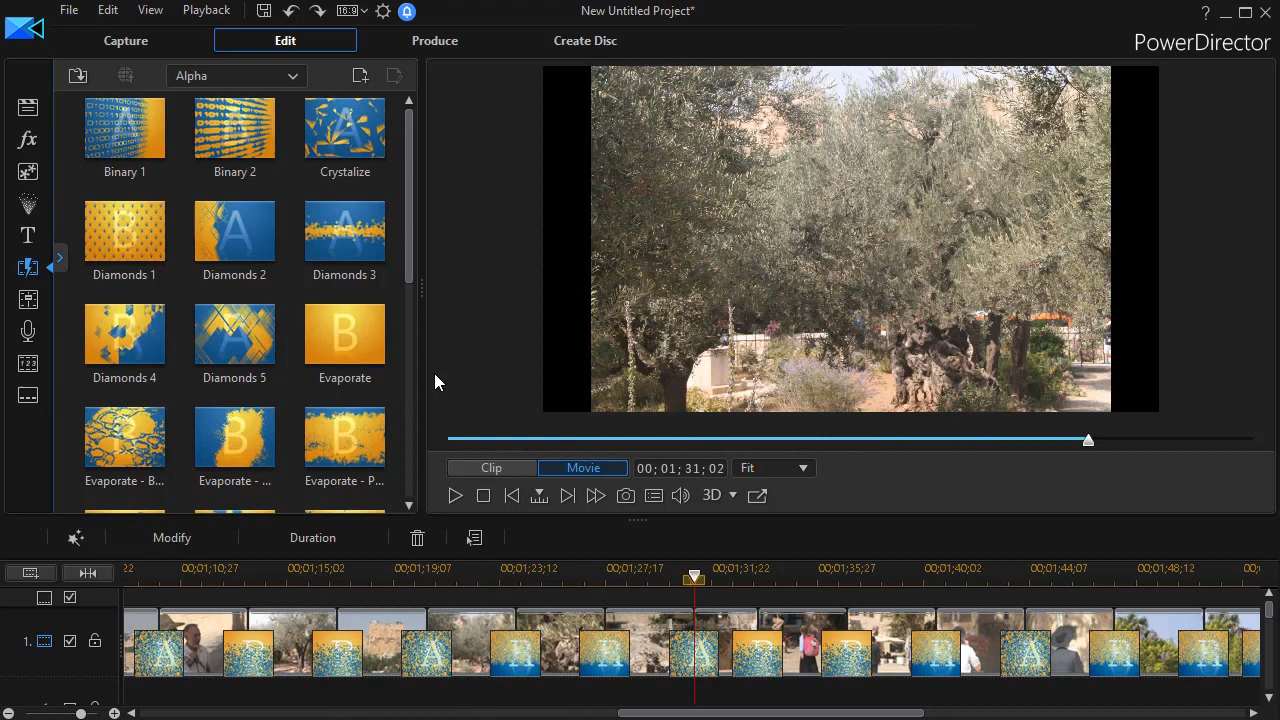 File Edit View Playback 16:9 New Untitled Project* ?
Capture Edit Produce Create Disc PowerDirector
Alpha
fx
T
123
Binary 1 Binary 2 Crystalize
Diamonds 1 Diamonds 2 Diamonds 3
Diamonds 4 Diamonds 5 Evaporate
Evaporate - B... Evaporate - ... Evaporate - P...
Clip Movie 00; 01; 31; 02 Fit
3D
Modify Duration
22 00;01;10;27 00;01;15;02 00;01;19;07 00;01;23;12 00;01;27;17 00;01;31;22 00;01;35;27 00;01;40;02 00;01;44;07 00;01;48;12
1.